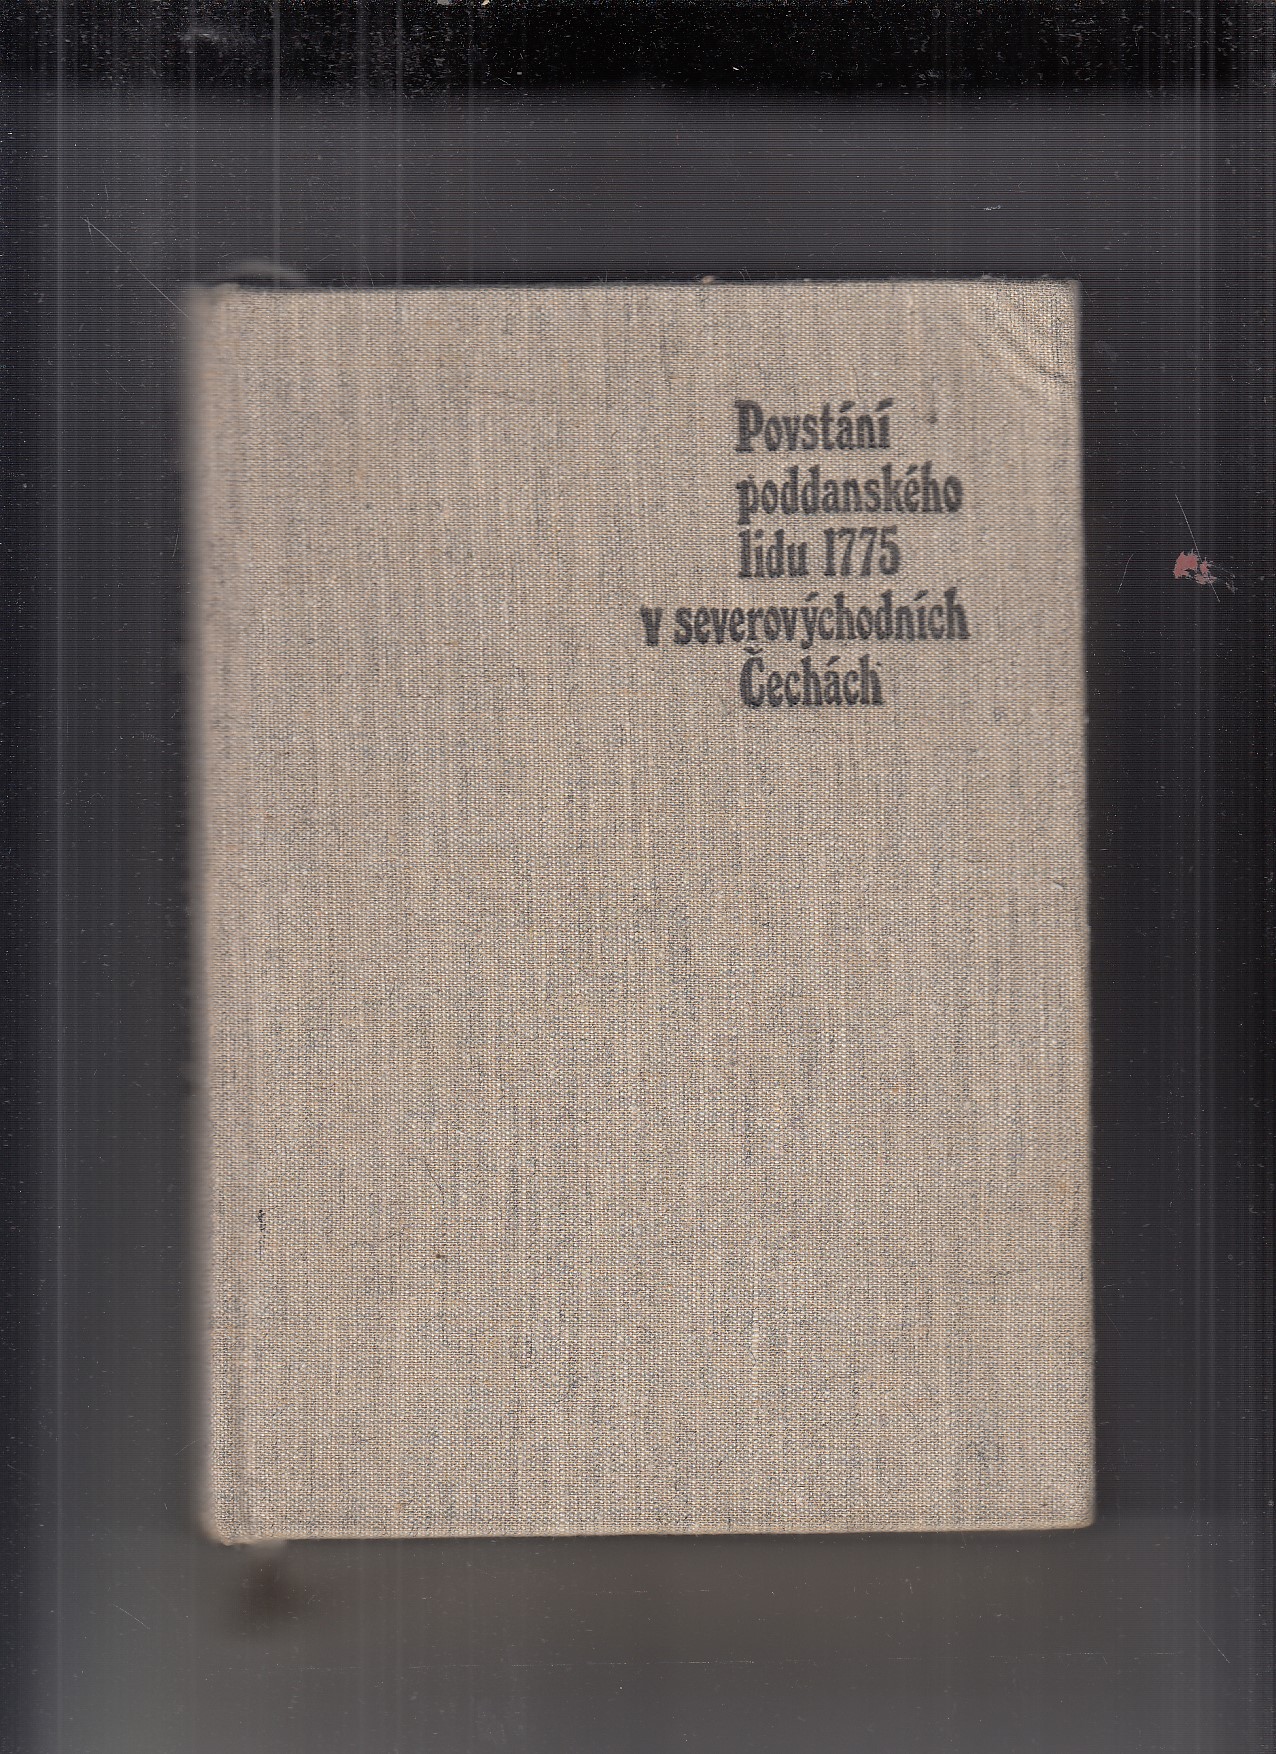 Povstání
poddanského
lidu 1775
v severovýchodních
Čechách